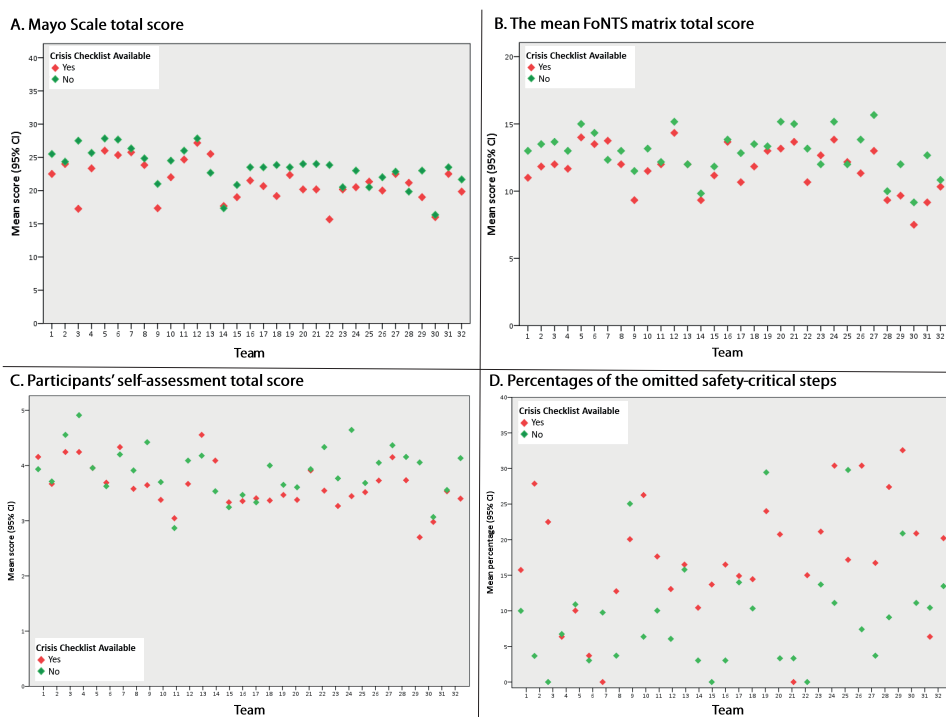 A. Mayo Scale total score
Crisis Checklist Available
Yes
No
40
30
25
20
15
10
5
0
Mean score (95% CI)
1 2 3 4 5 6 7 8 9 10 11 12 13 14 15 16 17 18 19 20 21 22 23 24 25 26 27 28 29 30 31 32
Team
B. The mean FoNTS matrix total score
Crisis Checklist Available
Yes
No
20
15
10
5
0
Mean score (95% CI)
1 2 3 4 5 6 7 8 9 10 11 12 13 14 15 16 17 18 19 20 21 22 23 24 25 26 27 28 29 30 31 32
Team
C. Participants' self-assessment total score
5
4
3
2
1
0
Mean score (95% CI)
Crisis Checklist Available
Yes
No
1 2 3 4 5 6 7 8 9 10 11 12 13 14 15 16 17 18 19 20 21 22 23 24 25 26 27 28 29 30 32
Team
D. Percentages of the omitted safety-critical steps
Crisis Checklist Available
Yes
No
40
35
30
25
20
15
10
5
0
Mean percentage (95% CI)
1 2 3 4 5 6 7 8 9 10 11 12 13 14 15 16 17 18 19 20 21 22 23 24 25 26 27 28 29 30 31 32
Team